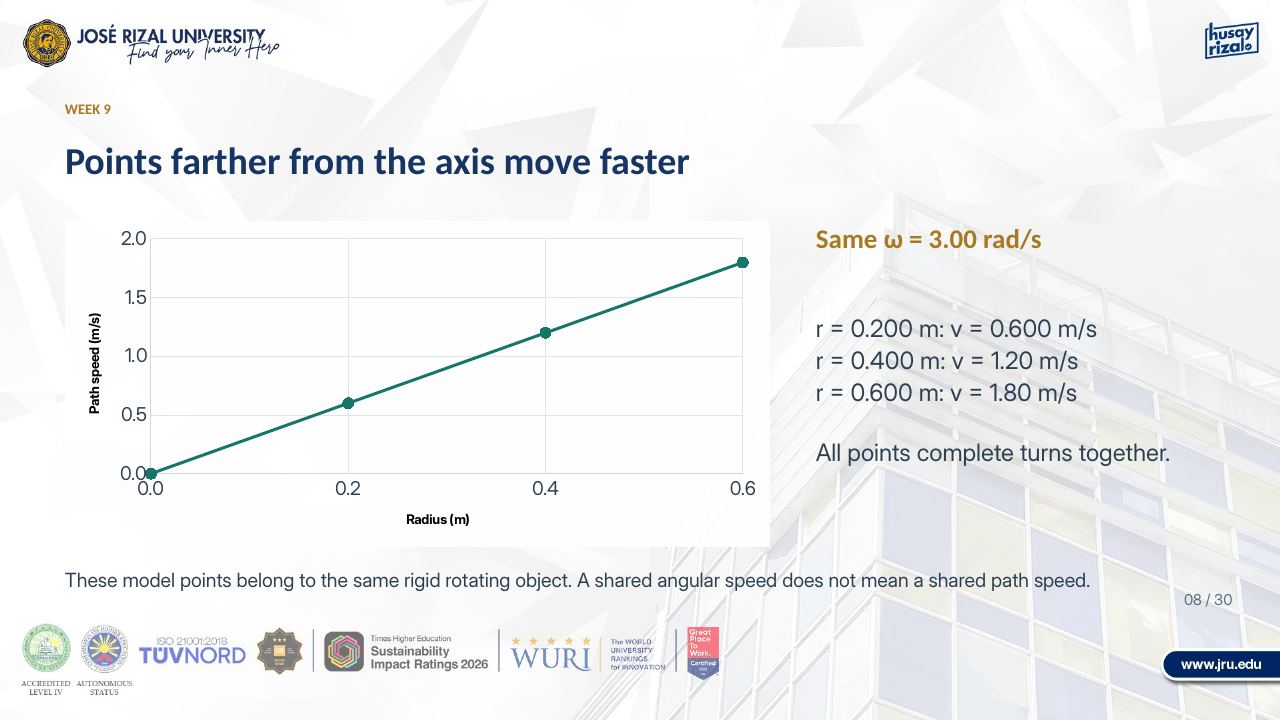 JOSÉ RIZAL UNIVERSITY
Find your Inner Hero
husay
rizal
WEEK 9
Points farther from the axis move faster
2.0
1.5
1.0
0.5
0.0
0.0 0.2 0.4 0.6
Path speed (m/s)
Radius (m)
Same ω = 3.00 rad/s
r = 0.200 m: v = 0.600 m/s
r = 0.400 m: v = 1.20 m/s
r = 0.600 m: v = 1.80 m/s
All points complete turns together.
These model points belong to the same rigid rotating object. A shared angular speed does not mean a shared path speed.
08 / 30
ACCREDITED
LEVEL IV
AUTONOMOUS
STATUS
ISO 21001:2018
TÜVNORD
Times Higher Education
Sustainability
Impact Ratings 2026
WURI
The WORLD
UNIVERSITY
RANKINGS
for INNOVATION
Great
Place
To
Work.
Certified
www.jru.edu